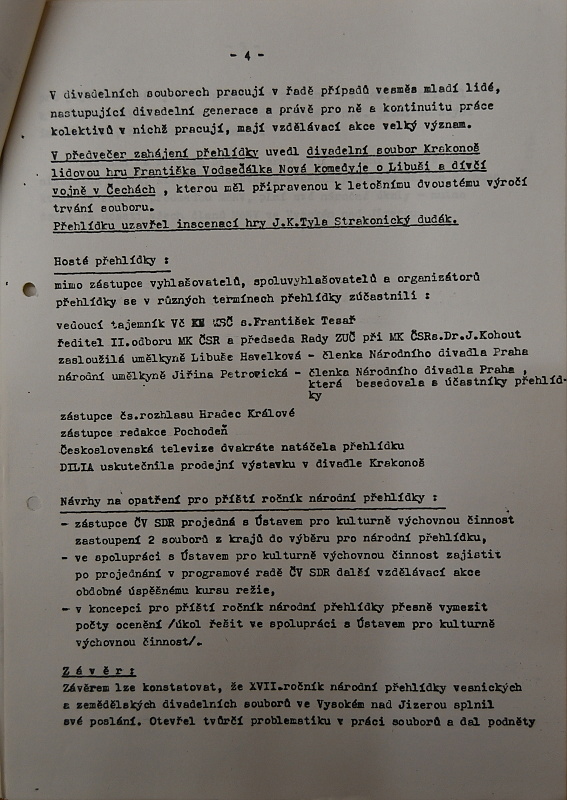 - 4 -
V divadelních souborech pracují v řadě případů vesměs mladí lidé,
nastupující divadelní generace a právě pro ně a kontinuitu práce
kolektivů v nichž pracují, mají vzdělávací akce velký význam.
V předvečer zahájení přehlídky uvedl divadelní soubor Krakonoš
lidovou hru Františka Vodseďálka Nová komedyje o Libuši a dívčí
vojně v Čechách , kterou měl připravenou k letočnímu dvoustému výročí
trvání souboru.
Přehlídku uzavřel inscenací hry J.K.Tyla Strakonický dudák.
Hosté přehlídky :
mimo zástupce vyhlašovatelů, spoluvyhlašovatelů a organizátorů
přehlídky se v různých termínech přehlídky zúčastnili :
vedoucí tajemník Vč KSČ s.František Tesař
ředitel II.odboru MK ČSR a předseda Rady ZUČ při MK ČSRs.Dr.J.Kohout
zasloužilá umělkyně Libuše Havelková - členka Národního divadla Praha
národní umělkyně Jiřina Petrovická - členka Národního divadla Praha ,
která besedovala s účastníky přehlíd-
ky
zástupce čs.rozhlasu Hradec Králové
zástupce redakce Pochodeň
Československá televize dvakráte natáčela přehlídku
DILIA uskutečnila prodejní výstavku v divadle Krakonoš
Návrhy na opatření pro příští ročník národní přehlídky :
- zástupce ČV SDR projedná s Ústavem pro kulturně výchovnou činnost
zastoupení 2 souborů z krajů do výběru pro národní přehlídku,
- ve spolupráci s Ústavem pro kulturně výchovnou činnost zajistit
po projednání v programové radě ČV SDR další vzdělávací akce
obdobné úspěšnému kursu režie,
- v koncepci pro příští ročník národní přehlídky přesně vymezit
počty ocenění /úkol řešit ve spolupráci s Ústavem pro kulturně
výchovnou činnost/.
Z á v ě r :
Závěrem lze konstatovat, že XVII.ročník národní přehlídky vesnických
a zemědělských divadelních souborů ve Vysokém nad Jizerou splnil
své poslání. Otevřel tvůrčí problematiku v práci souborů a dal podněty